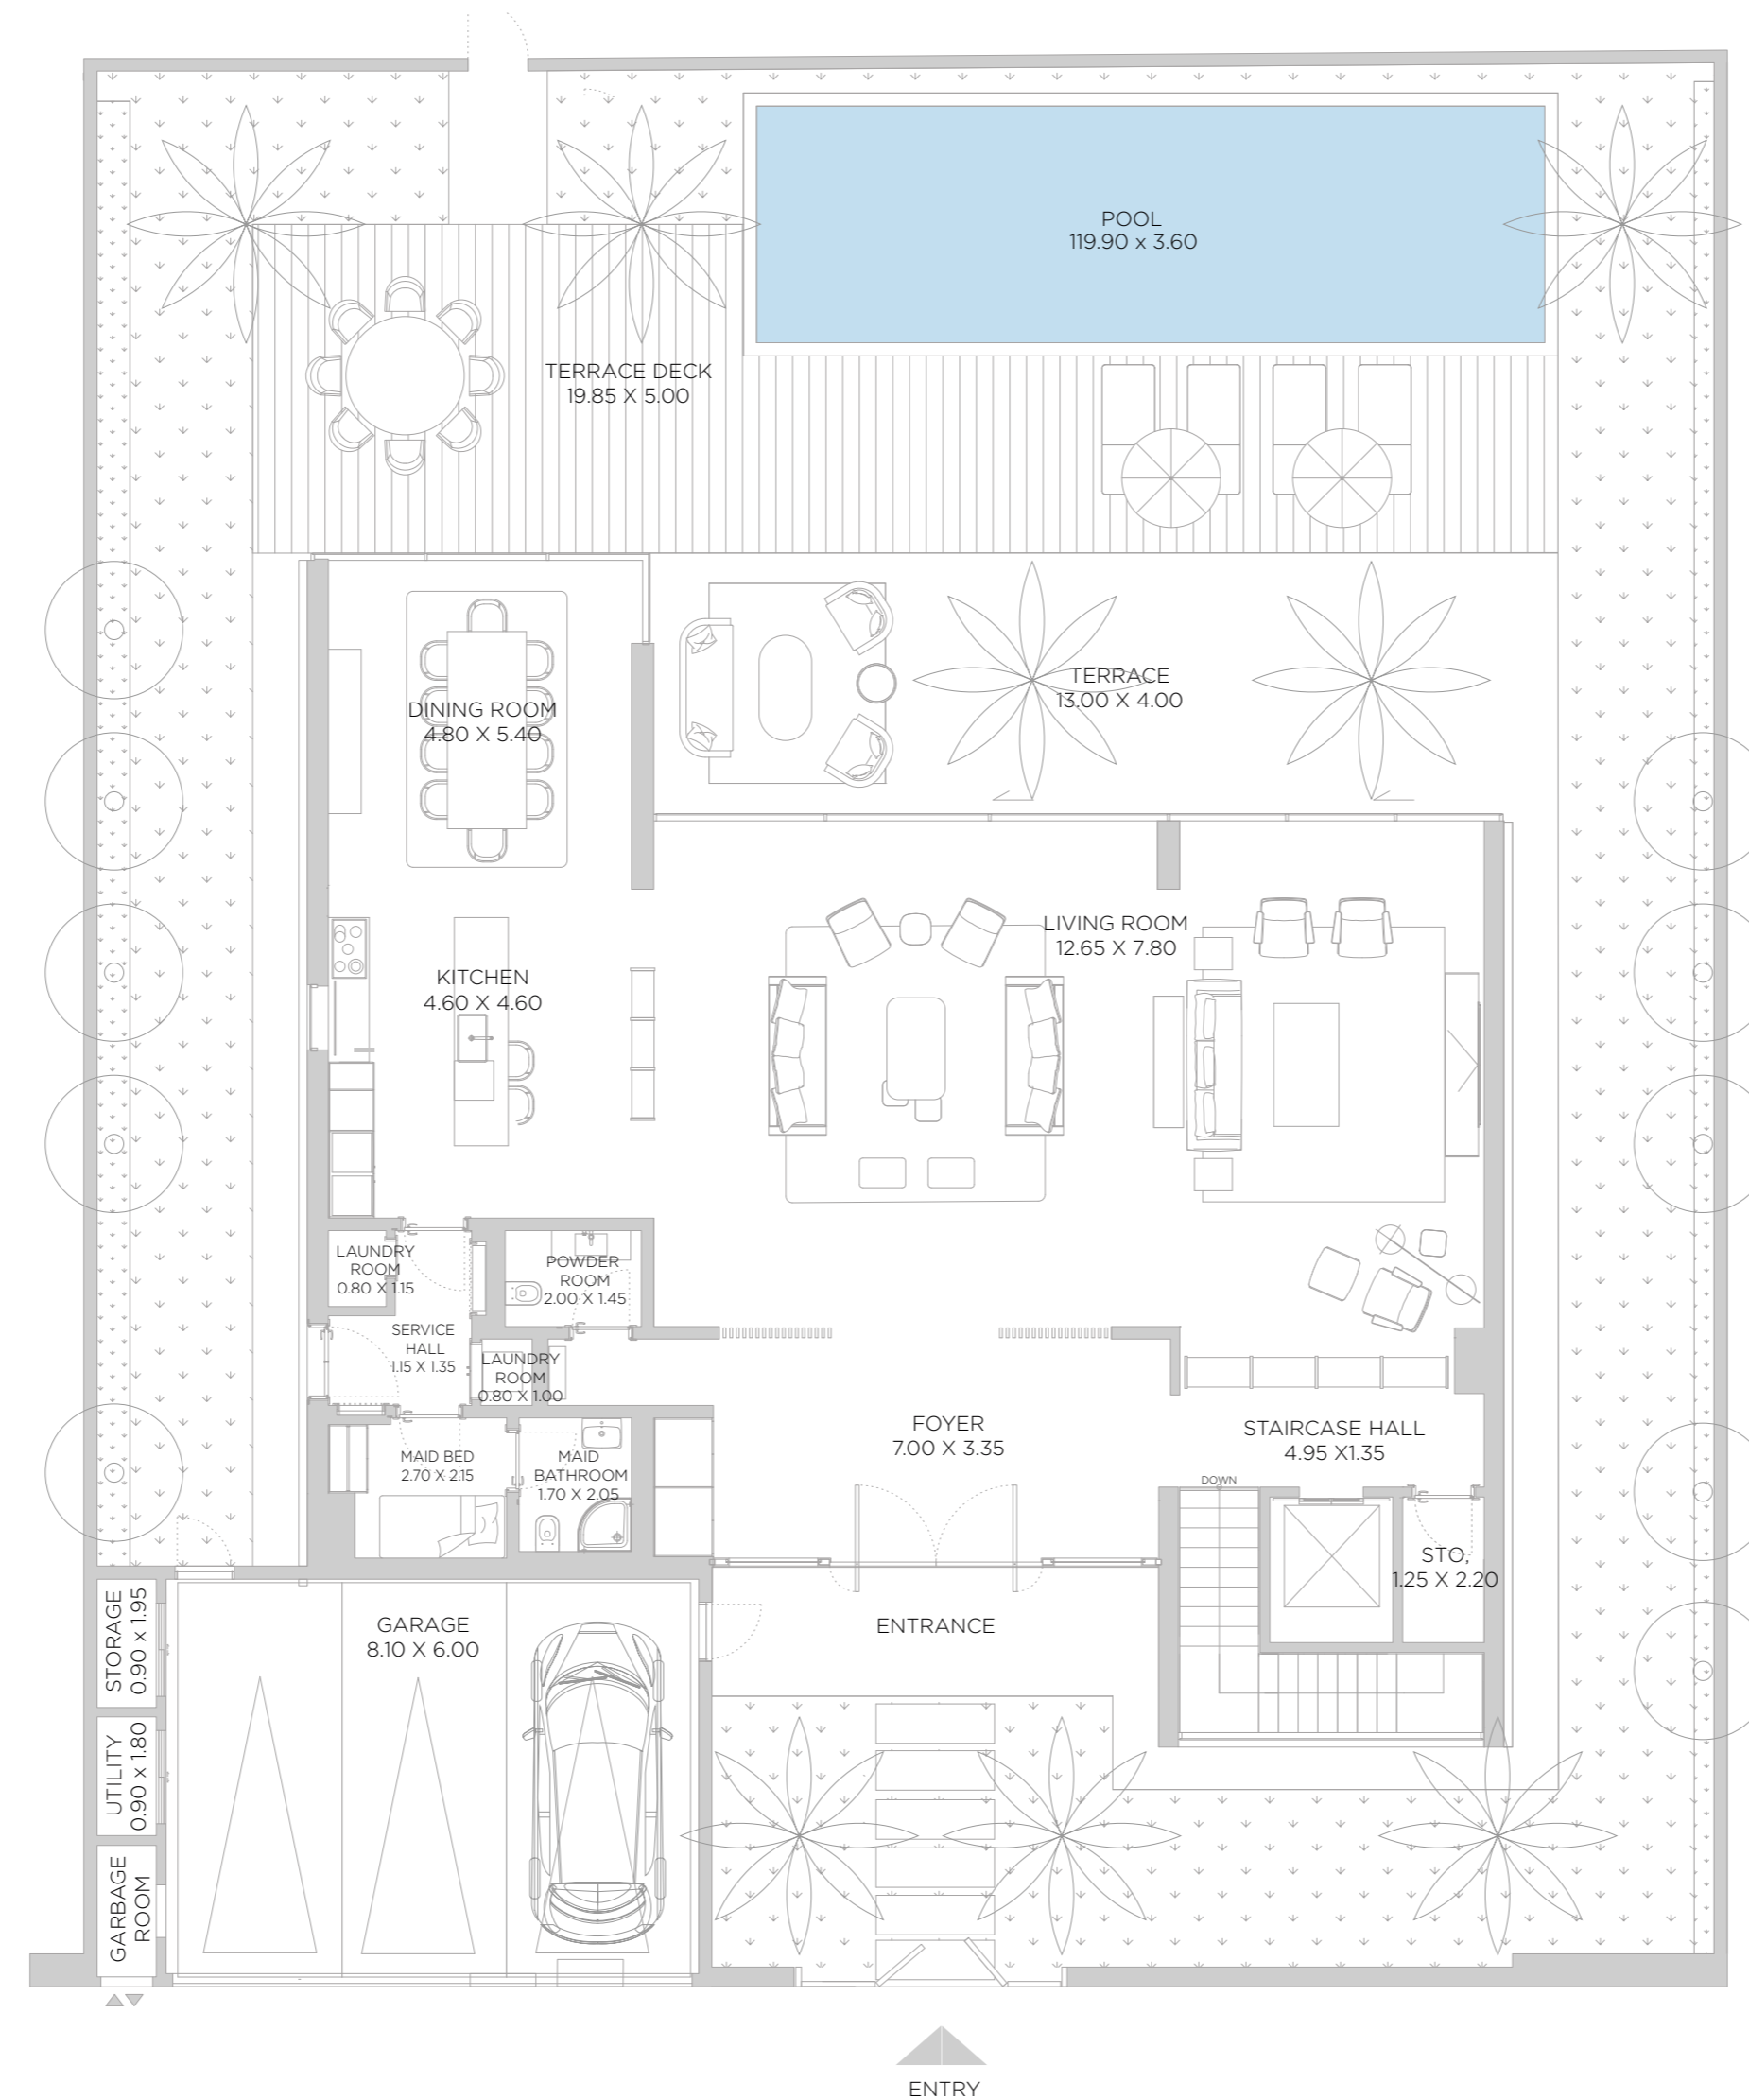 POOL
119.90 x 3.60
TERRACE DECK
19.85 X 5.00
TERRACE
13.00 X 4.00
DINING ROOM
4.80 X 5.40
LIVING ROOM
12.65 X 7.80
KITCHEN
4.60 X 4.60
LAUNDRY
ROOM
0.80 X 1.15
POWDER
ROOM
2.00 X 1.45
SERVICE
HALL
1.15 X 1.35
LAUNDRY
ROOM
0.80 X 1.00
FOYER
7.00 X 3.35
STAIRCASE HALL
4.95 X1.35
MAID BED
2.70 X 2.15
MAID
BATHROOM
1.70 X 2.05
DOWN
STO,
1.25 X 2.20
STORAGE
0.90 x 1.95
GARAGE
8.10 X 6.00
ENTRANCE
UTILITY
0.90 x 1.80
GARBAGE
ROOM
ENTRY